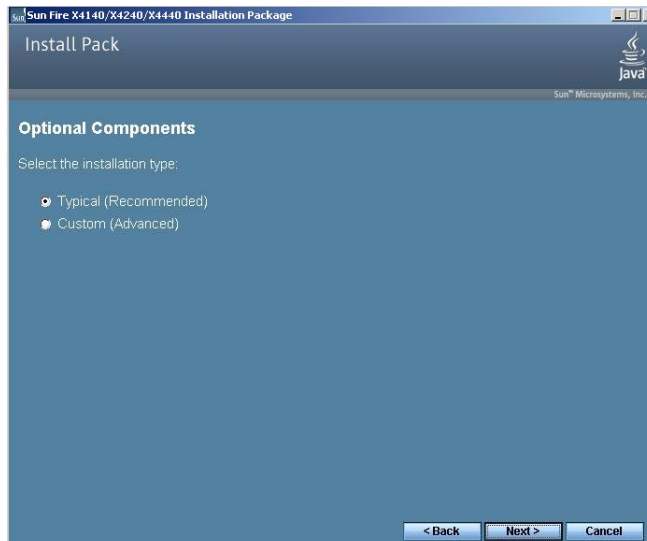 Sun Sun Fire X4140/X4240/X4440 Installation Package
Install Pack
Java
Sun™ Microsystems, Inc.
Optional Components
Select the installation type:
Typical (Recommended)
Custom (Advanced)
< Back Next > Cancel